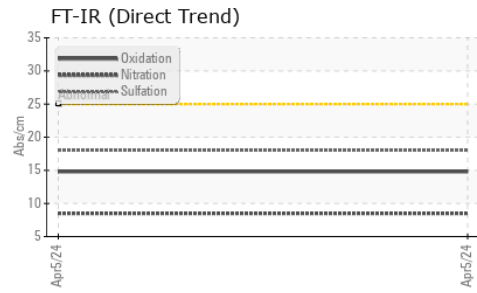 FT-IR (Direct Trend)
35
Oxidation
30
Nitration
Sulfation
Abnormal
25
20
Abs/cm
15
10
5
Apr5/24
Apr5/24